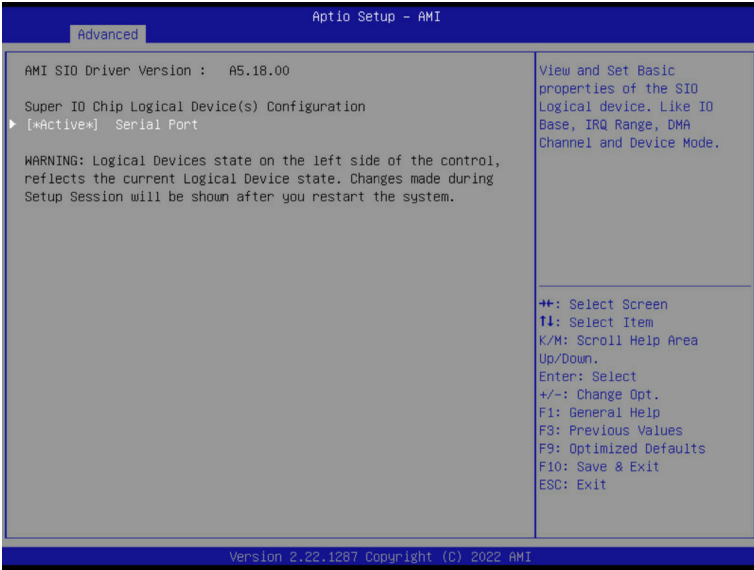 Aptio Setup – AMI
Advanced
AMI SIO Driver Version : A5.18.00
Super IO Chip Logical Device(s) Configuration
▶ [*Active*] Serial Port
WARNING: Logical Devices state on the left side of the control,
reflects the current Logical Device state. Changes made during
Setup Session will be shown after you restart the system.
View and Set Basic
properties of the SIO
Logical device. Like IO
Base, IRQ Range, DMA
Channel and Device Mode.
→←: Select Screen
↑↓: Select Item
K/M: Scroll Help Area
Up/Down.
Enter: Select
+/-: Change Opt.
F1: General Help
F3: Previous Values
F9: Optimized Defaults
F10: Save & Exit
ESC: Exit
Version 2.22.1287 Copyright (C) 2022 AMI